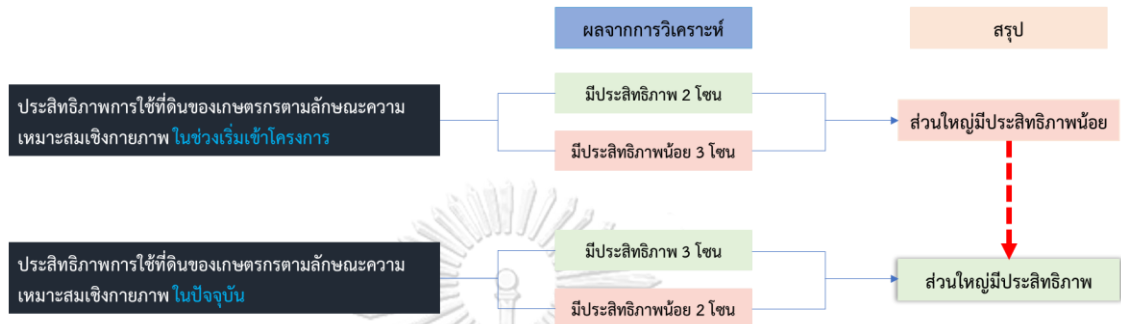 ผลจากการวิเคราะห์
สรุป
ประสิทธิภาพการใช้ที่ดินของเกษตรกรตามลักษณะความ
เหมาะสมเชิงกายภาพ ในช่วงเริ่มเข้าโครงการ
มีประสิทธิภาพ 2 โซน
มีประสิทธิภาพน้อย 3 โซน
ส่วนใหญ่มีประสิทธิภาพน้อย
ประสิทธิภาพการใช้ที่ดินของเกษตรกรตามลักษณะความ
เหมาะสมเชิงกายภาพ ในปัจจุบัน
มีประสิทธิภาพ 3 โซน
มีประสิทธิภาพน้อย 2 โซน
ส่วนใหญ่มีประสิทธิภาพ